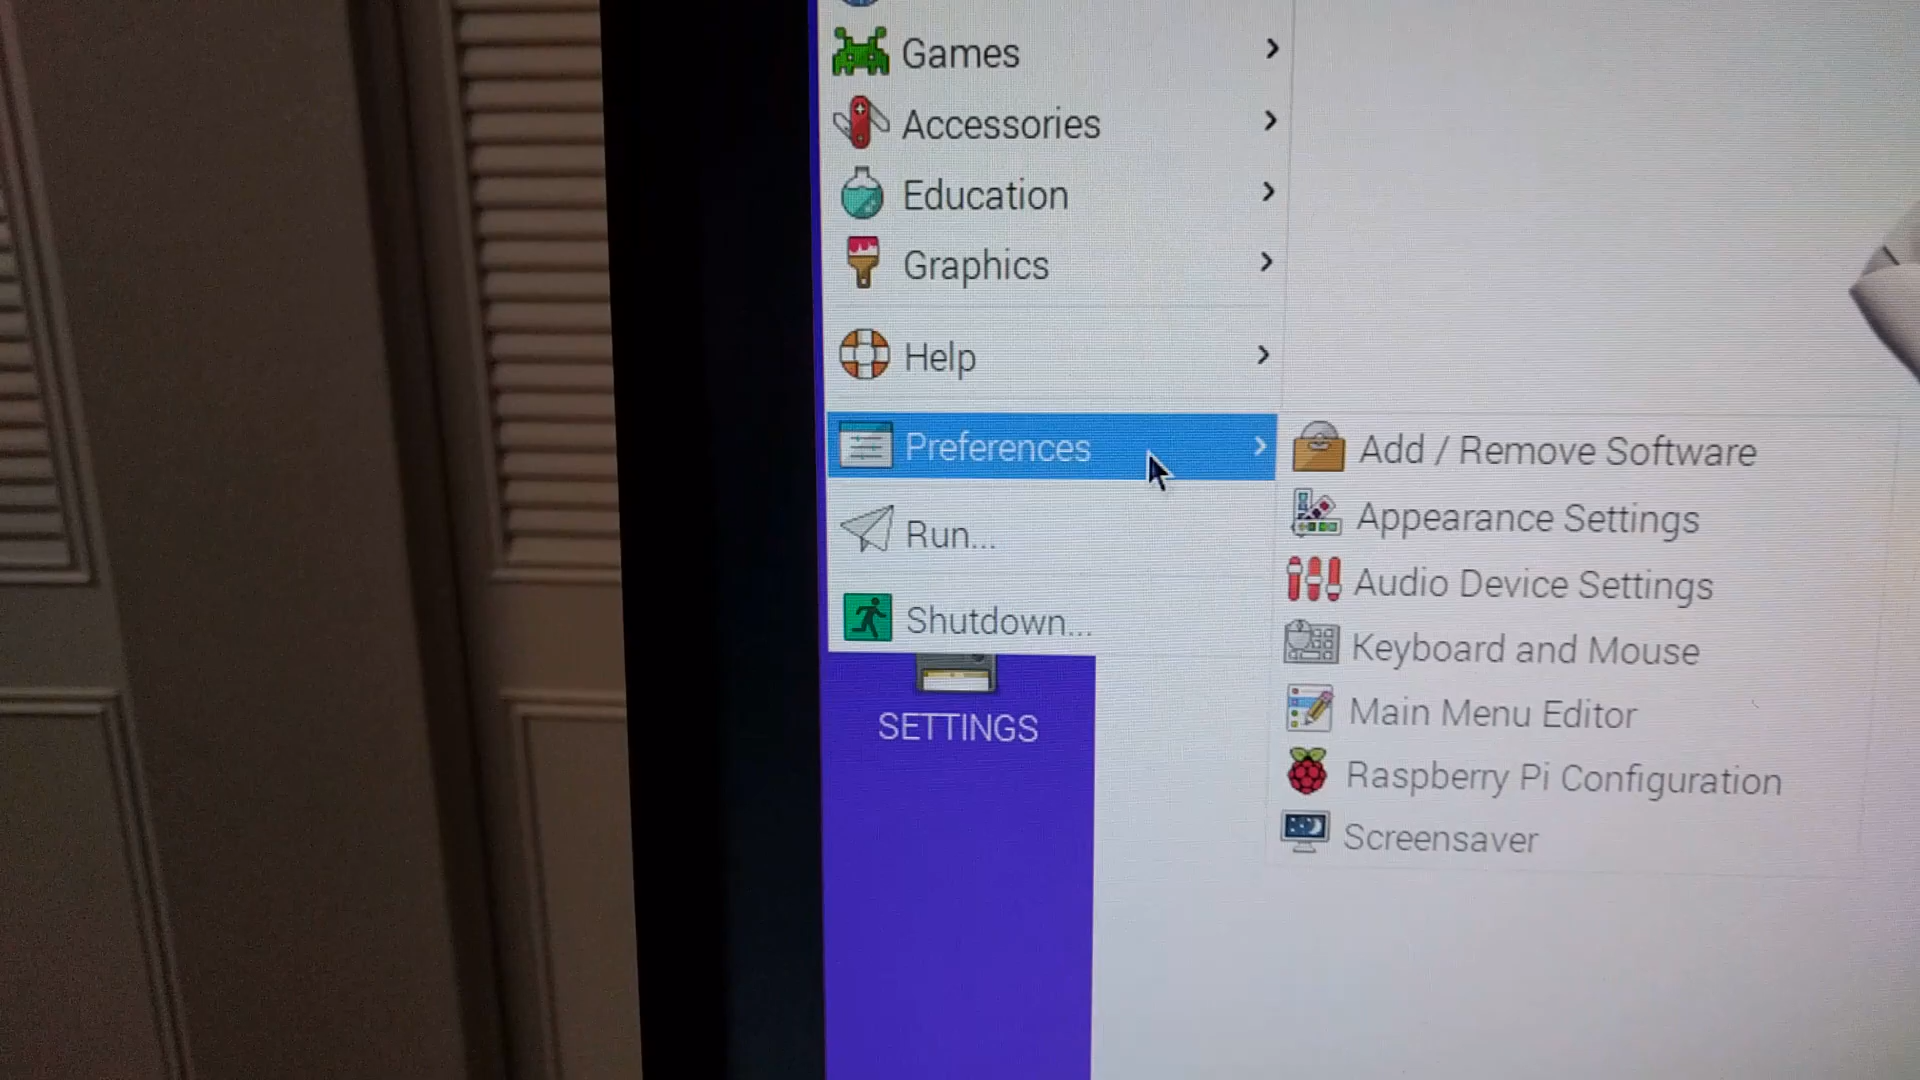 Games
Accessories
Education
Graphics
Help
Preferences
Run...
Shutdown...
SETTINGS
Add / Remove Software
Appearance Settings
Audio Device Settings
Keyboard and Mouse
Main Menu Editor
Raspberry Pi Configuration
Screensaver